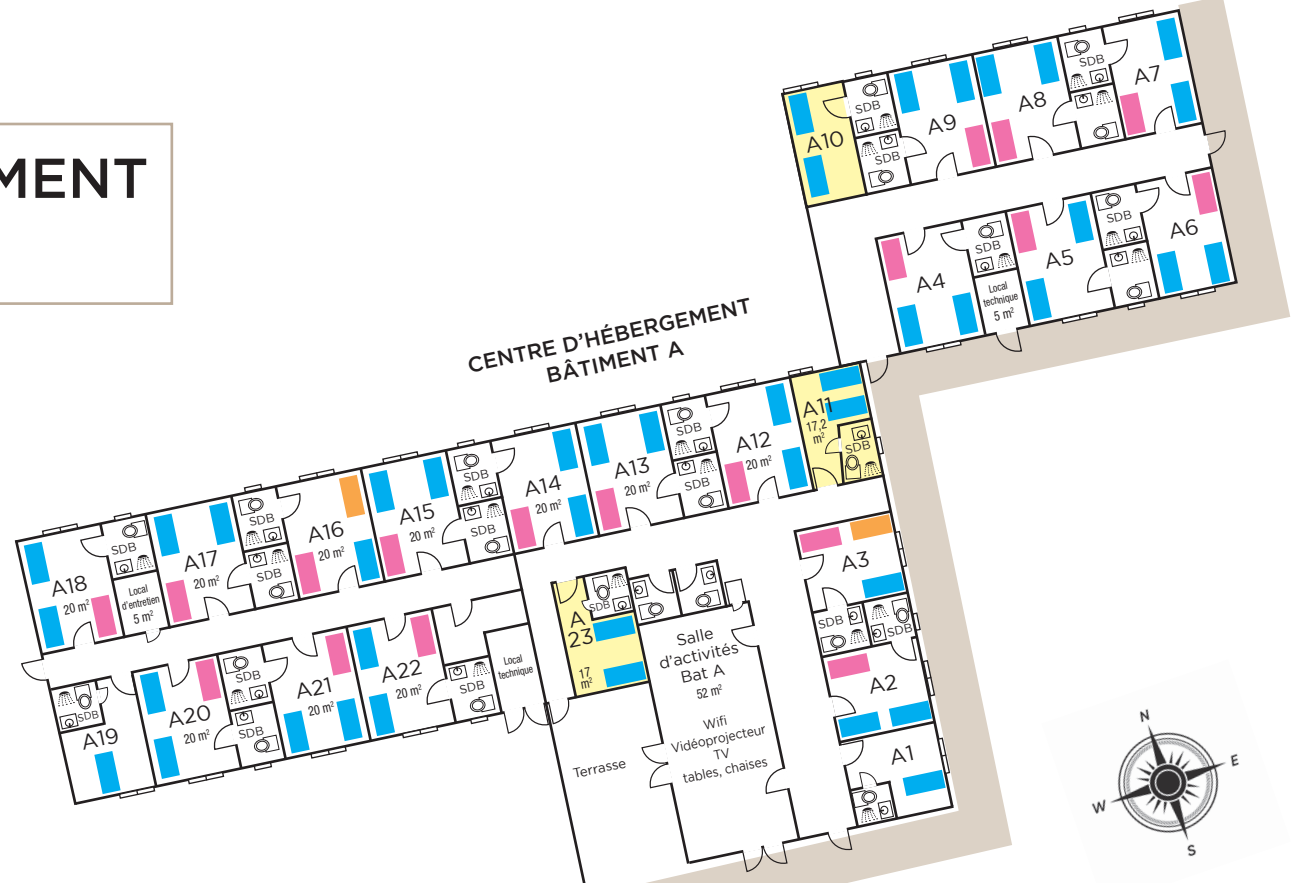 MENT
CENTRE D'HÉBERGEMENT
BÂTIMENT A
A10
SDB
SDB
A9
A8
SDB
A7
A4
SDB
Local
technique
5 m²
A5
SDB
A6
A18
20 m²
SDB
Local
d'entretien
5 m²
A17
20 m²
SDB
SDB
A16
20 m²
A15
20 m²
SDB
SDB
A14
20 m²
A13
20 m²
SDB
SDB
A12
20 m²
A11
17,2
m²
SDB
SDB
A19
A20
20 m²
SDB
SDB
A21
20 m²
A22
20 m²
SDB
Local
technique
A
23
17
m²
SDB
Salle
d'activités
Bat A
52 m²
Wifi
Vidéoprojecteur
TV
tables, chaises
Terrasse
A3
SDB
SDB
A2
A1
N
E
W
S